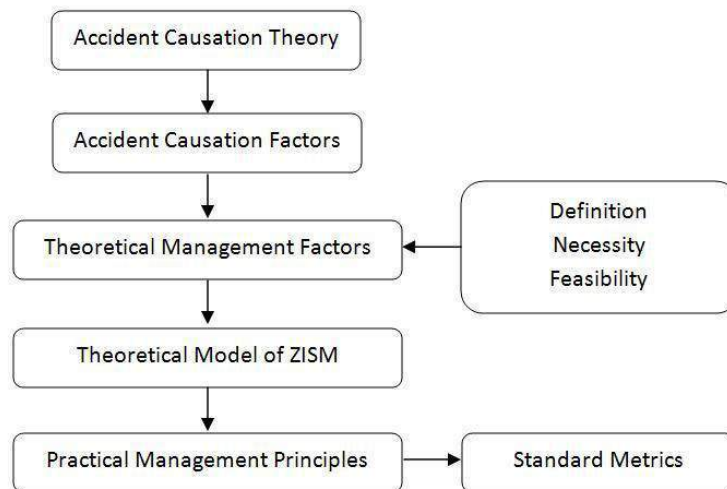 Accident Causation Theory
Accident Causation Factors
Theoretical Management Factors
Definition
Necessity
Feasibility
Theoretical Model of ZISM
Practical Management Principles
Standard Metrics